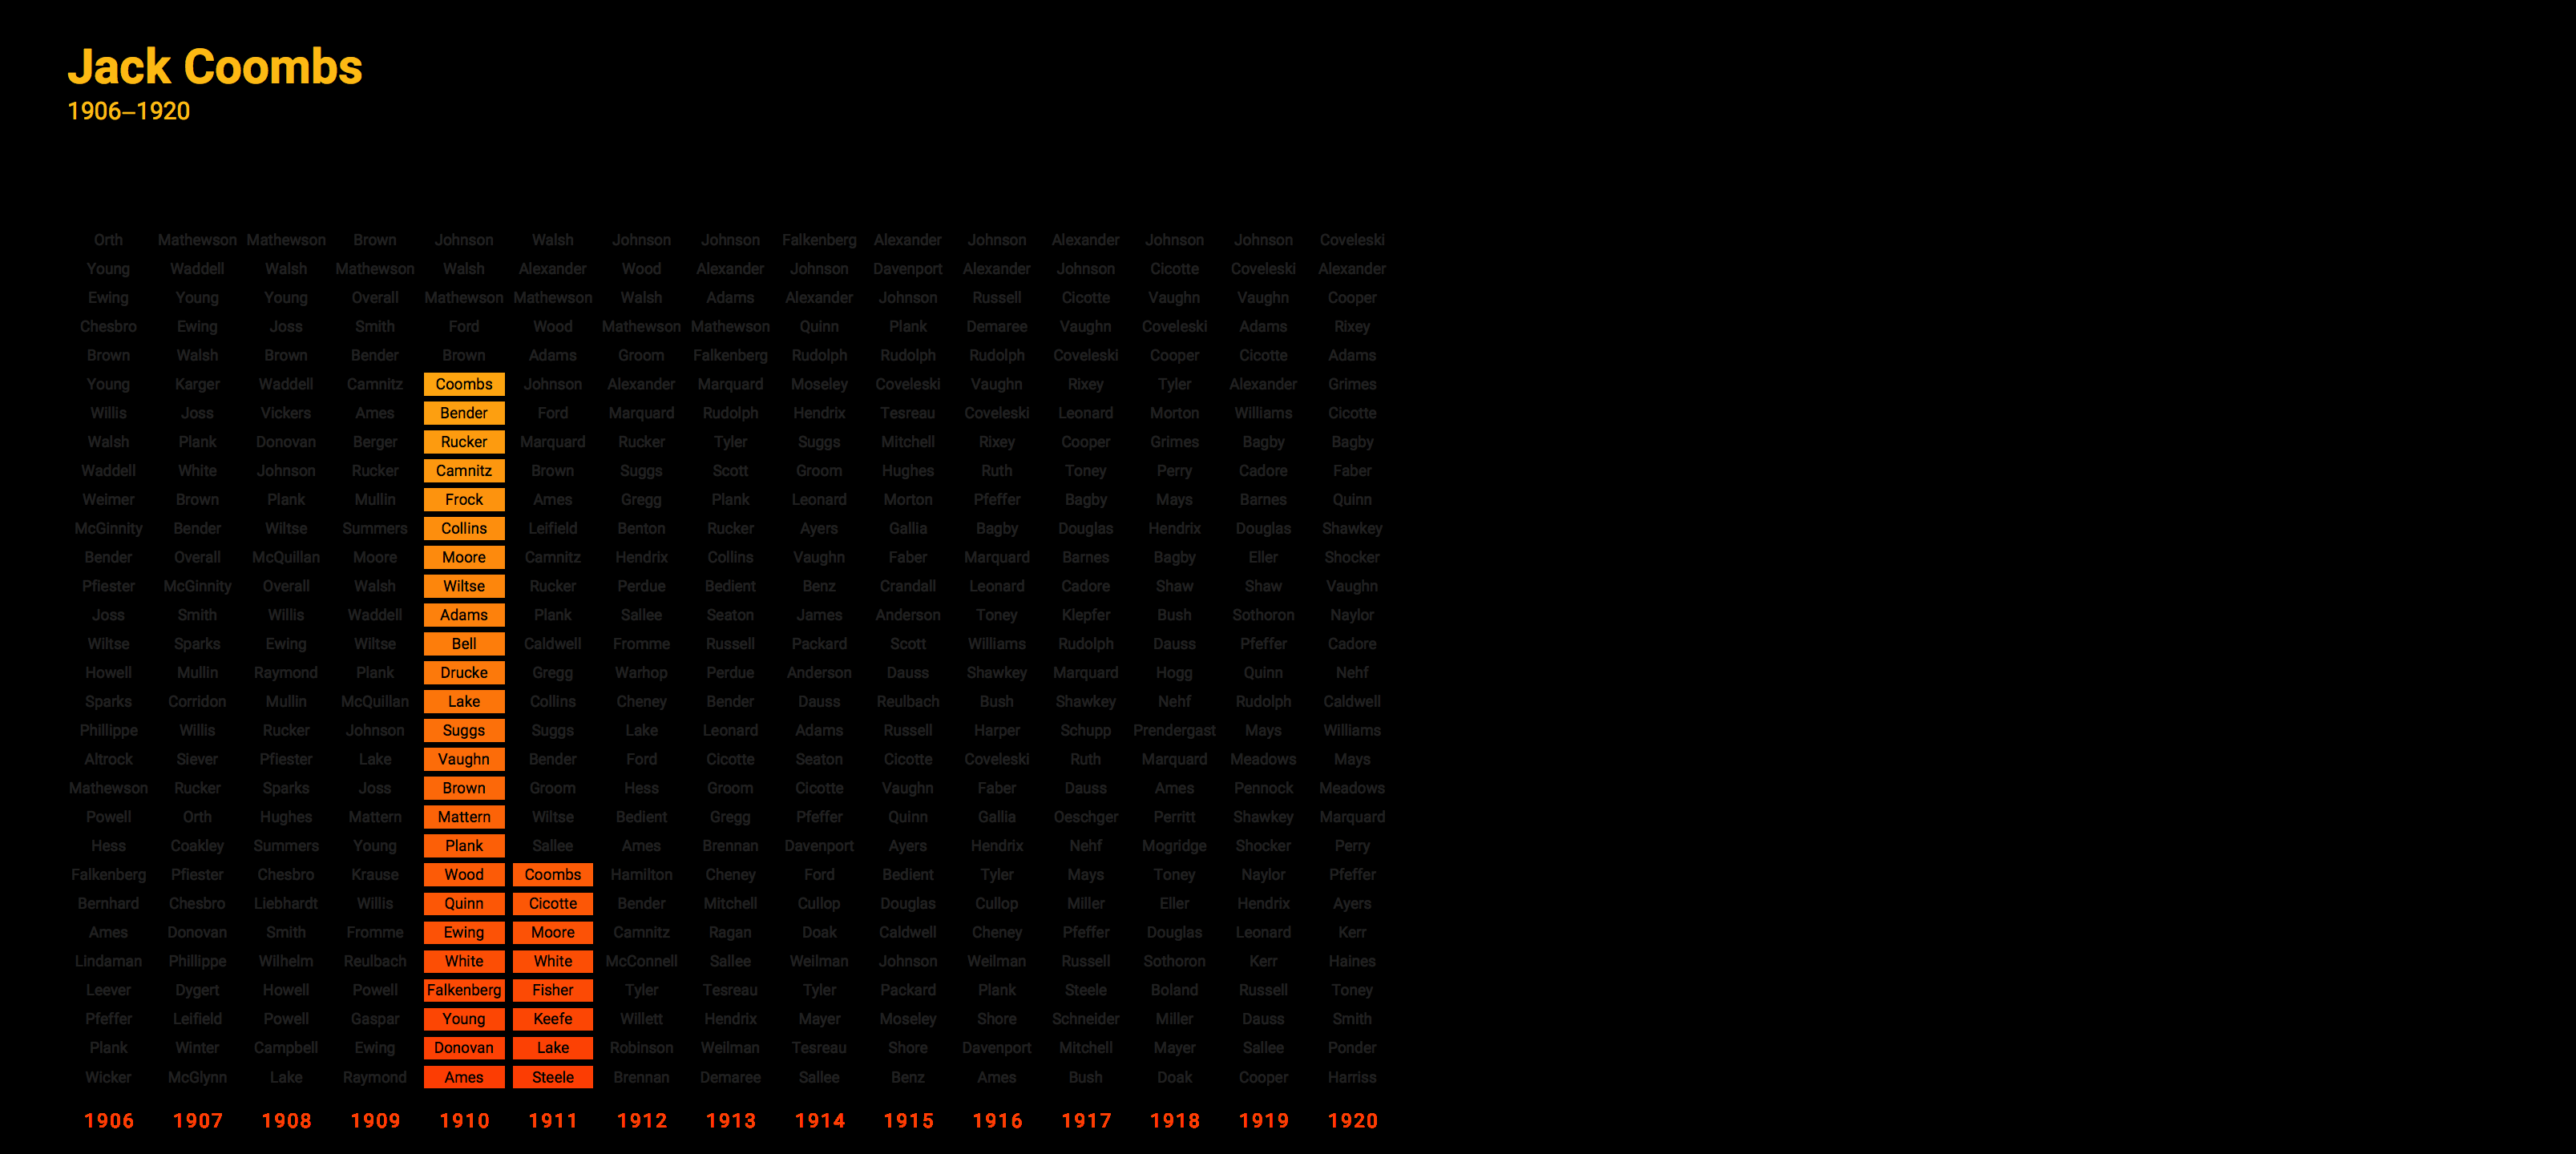 Jack Coombs
1906–1920
Orth Mathewson Mathewson Brown Johnson Walsh Johnson Johnson Falkenberg Alexander Johnson Alexander Johnson Johnson Coveleski
Young Waddell Walsh Mathewson Walsh Alexander Wood Alexander Johnson Davenport Alexander Johnson Cicotte Coveleski Alexander
Ewing Young Young Overall Mathewson Mathewson Walsh Adams Alexander Johnson Russell Cicotte Vaughn Vaughn Cooper
Chesbro Ewing Joss Smith Ford Wood Mathewson Mathewson Quinn Plank Demaree Vaughn Coveleski Adams Rixey
Brown Walsh Brown Bender Brown Adams Groom Falkenberg Rudolph Rudolph Rudolph Coveleski Cooper Cicotte Adams
Young Karger Waddell Camnitz Coombs Johnson Alexander Marquard Moseley Coveleski Vaughn Rixey Tyler Alexander Grimes
Willis Joss Vickers Ames Bender Ford Marquard Rudolph Hendrix Tesreau Coveleski Leonard Morton Williams Cicotte
Walsh Plank Donovan Berger Rucker Marquard Rucker Tyler Suggs Mitchell Rixey Cooper Grimes Bagby Bagby
Waddell White Johnson Rucker Camnitz Brown Suggs Scott Groom Hughes Ruth Toney Perry Cadore Faber
Weimer Brown Plank Mullin Frock Ames Gregg Plank Leonard Morton Pfeffer Bagby Mays Barnes Quinn
McGinnity Bender Wiltse Summers Collins Leifield Benton Rucker Ayers Gallia Bagby Douglas Hendrix Douglas Shawkey
Bender Overall McQuillan Moore Moore Camnitz Hendrix Collins Vaughn Faber Marquard Barnes Bagby Eller Shocker
Pfiester McGinnity Overall Walsh Wiltse Rucker Perdue Bedient Benz Crandall Leonard Cadore Shaw Shaw Vaughn
Joss Smith Willis Waddell Adams Plank Sallee Seaton James Anderson Toney Klepfer Bush Sothoron Naylor
Wiltse Sparks Ewing Wiltse Bell Caldwell Fromme Russell Packard Scott Williams Rudolph Dauss Pfeffer Cadore
Howell Mullin Raymond Plank Drucke Gregg Warhop Perdue Anderson Dauss Shawkey Marquard Hogg Quinn Nehf
Sparks Corridon Mullin McQuillan Lake Collins Cheney Bender Dauss Reulbach Bush Shawkey Nehf Rudolph Caldwell
Phillippe Willis Rucker Johnson Suggs Suggs Lake Leonard Adams Russell Harper Schupp Prendergast Mays Williams
Altrock Siever Pfiester Lake Vaughn Bender Ford Cicotte Seaton Cicotte Coveleski Ruth Marquard Meadows Mays
Mathewson Rucker Sparks Joss Brown Groom Hess Groom Cicotte Vaughn Faber Dauss Ames Pennock Meadows
Powell Orth Hughes Mattern Mattern Wiltse Bedient Gregg Pfeffer Quinn Gallia Oeschger Perritt Shawkey Marquard
Hess Coakley Summers Young Plank Sallee Ames Brennan Davenport Ayers Hendrix Nehf Mogridge Shocker Perry
Falkenberg Pfiester Chesbro Krause Wood Coombs Hamilton Cheney Ford Bedient Tyler Mays Toney Naylor Pfeffer
Bernhard Chesbro Liebhardt Willis Quinn Cicotte Bender Mitchell Cullop Douglas Cullop Miller Eller Hendrix Ayers
Ames Donovan Smith Fromme Ewing Moore Camnitz Ragan Doak Caldwell Cheney Pfeffer Douglas Leonard Kerr
Lindaman Phillippe Wilhelm Reulbach White White McConnell Sallee Weilman Johnson Weilman Russell Sothoron Kerr Haines
Leever Dygert Howell Powell Falkenberg Fisher Tyler Tesreau Tyler Packard Plank Steele Boland Russell Toney
Pfeffer Leifield Powell Gaspar Young Keefe Willett Hendrix Mayer Moseley Shore Schneider Miller Dauss Smith
Plank Winter Campbell Ewing Donovan Lake Robinson Weilman Tesreau Shore Davenport Mitchell Mayer Sallee Ponder
Wicker McGlynn Lake Raymond Ames Steele Brennan Demaree Sallee Benz Ames Bush Doak Cooper Harriss
1906 1907 1908 1909 1910 1911 1912 1913 1914 1915 1916 1917 1918 1919 1920